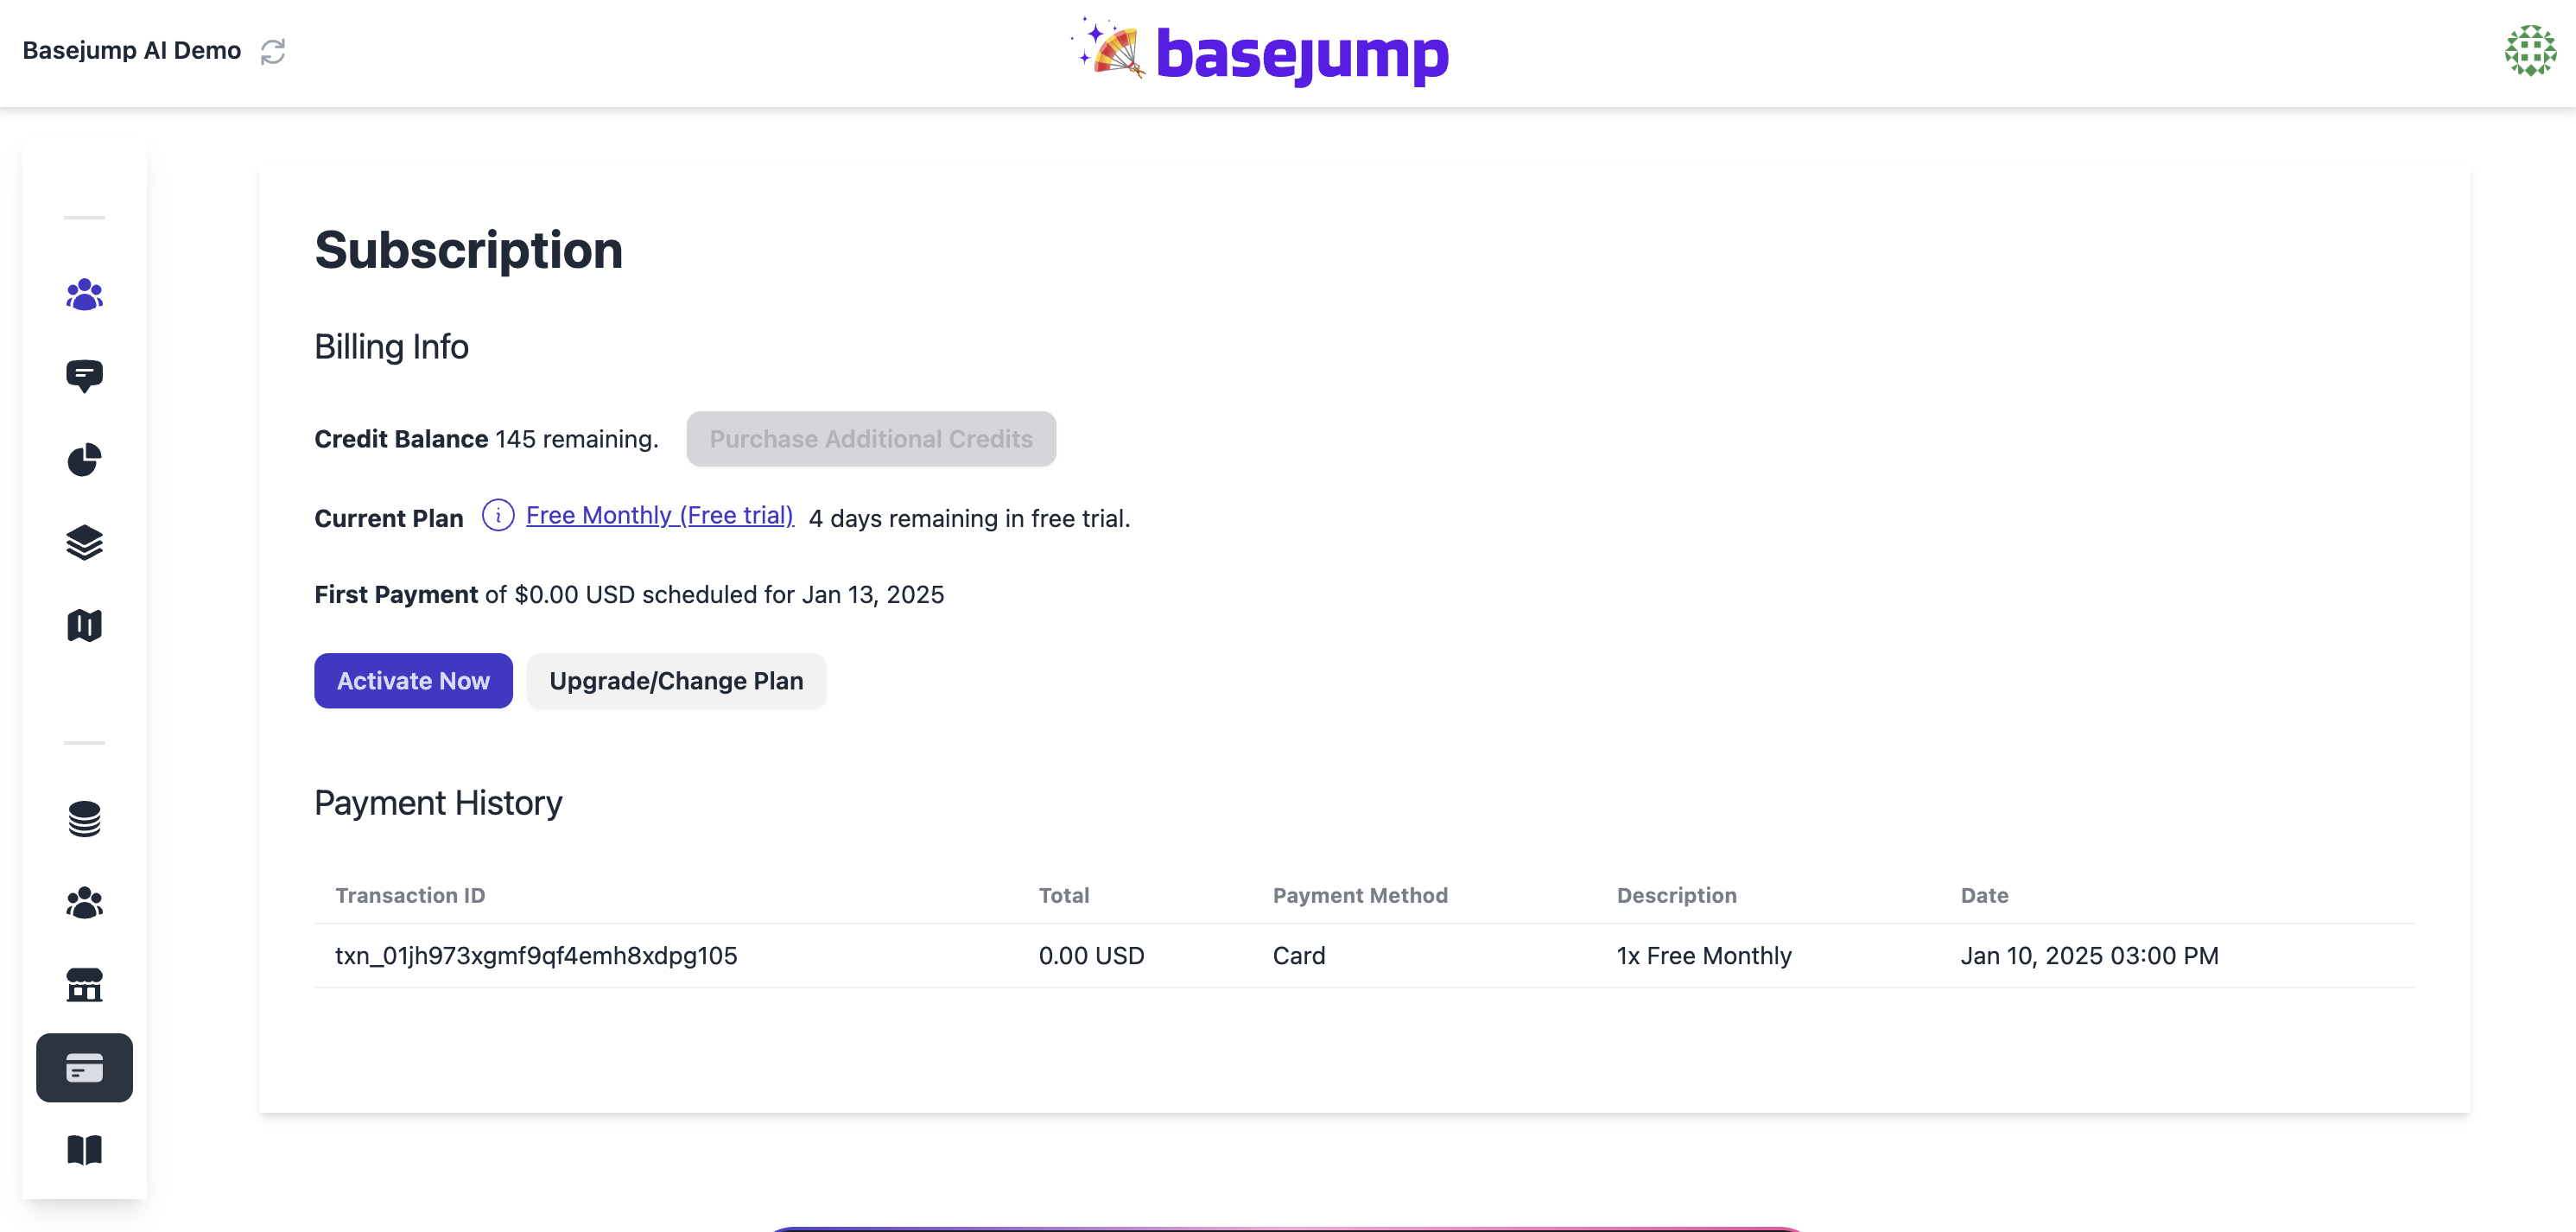 Basejump AI Demo
basejump
Subscription
Billing Info
Credit Balance 145 remaining. Purchase Additional Credits
Current Plan Free Monthly (Free trial) 4 days remaining in free trial.
First Payment of $0.00 USD scheduled for Jan 13, 2025
Activate Now Upgrade/Change Plan
Payment History
Transaction ID Total Payment Method Description Date
txn_01jh973xgmf9qf4emh8xdpg105 0.00 USD Card 1x Free Monthly Jan 10, 2025 03:00 PM